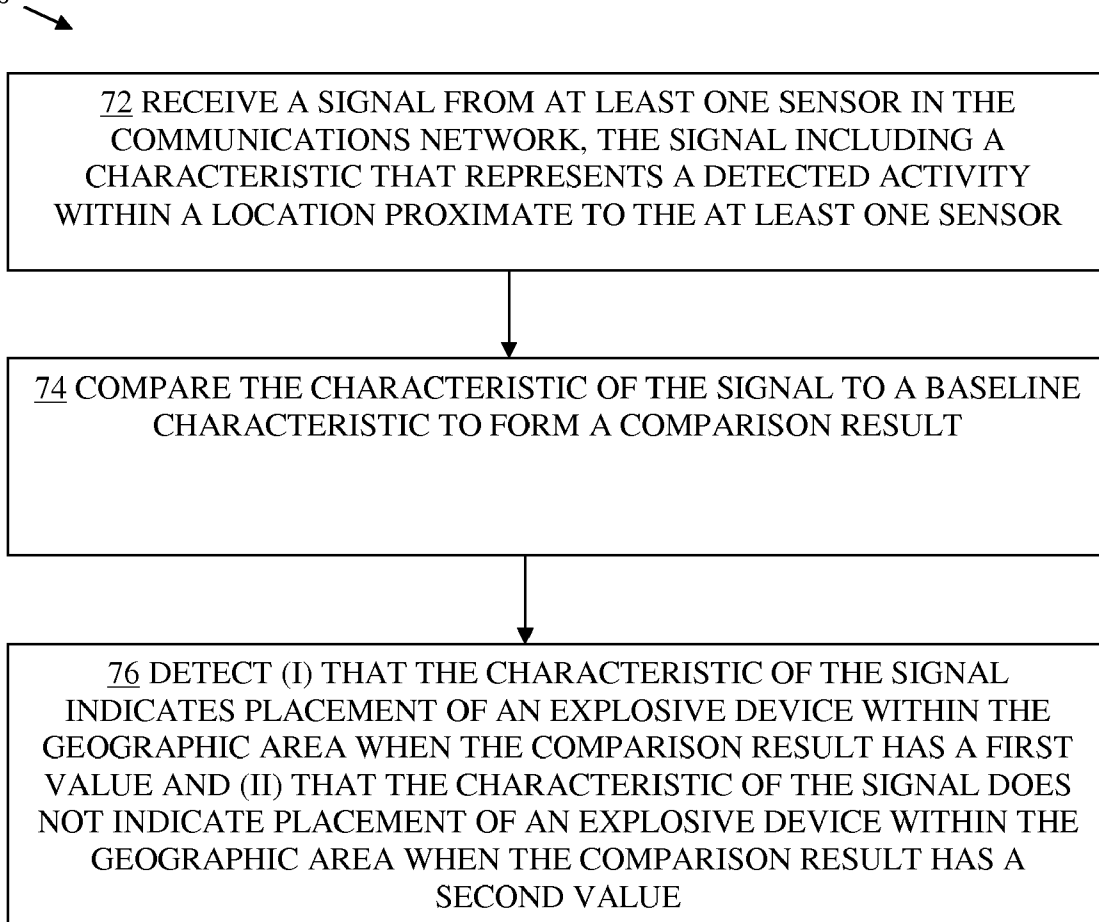 72 RECEIVE A SIGNAL FROM AT LEAST ONE SENSOR IN THE
COMMUNICATIONS NETWORK, THE SIGNAL INCLUDING A
CHARACTERISTIC THAT REPRESENTS A DETECTED ACTIVITY
WITHIN A LOCATION PROXIMATE TO THE AT LEAST ONE SENSOR
74 COMPARE THE CHARACTERISTIC OF THE SIGNAL TO A BASELINE
CHARACTERISTIC TO FORM A COMPARISON RESULT
76 DETECT (I) THAT THE CHARACTERISTIC OF THE SIGNAL
INDICATES PLACEMENT OF AN EXPLOSIVE DEVICE WITHIN THE
GEOGRAPHIC AREA WHEN THE COMPARISON RESULT HAS A FIRST
VALUE AND (II) THAT THE CHARACTERISTIC OF THE SIGNAL DOES
NOT INDICATE PLACEMENT OF AN EXPLOSIVE DEVICE WITHIN THE
GEOGRAPHIC AREA WHEN THE COMPARISON RESULT HAS A
SECOND VALUE